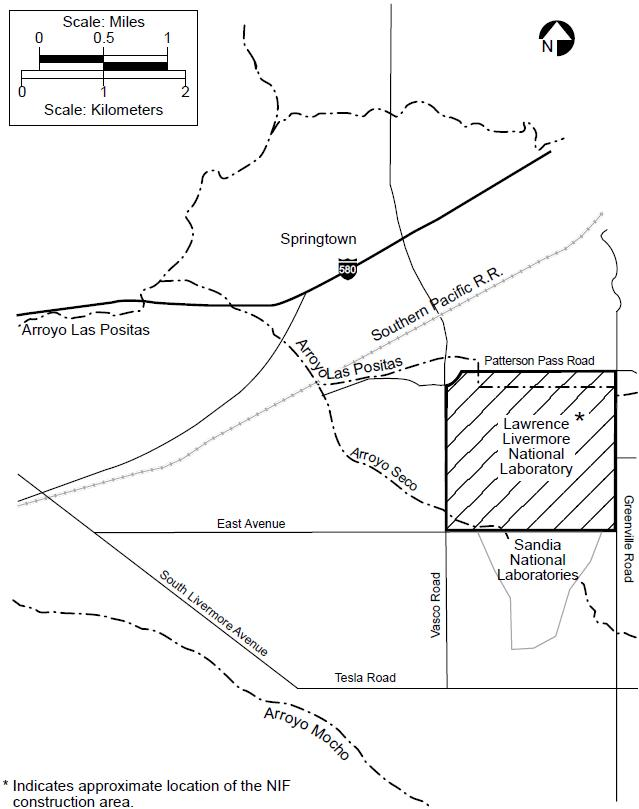 Scale: Miles
0 0.5 1
0 1 2
Scale: Kilometers
N
Springtown
580
Southern Pacific R.R.
Arroyo Las Positas
Arroyo
Las Positas
Patterson Pass Road
Lawrence *
Livermore
National
Laboratory
Arroyo Seco
East Avenue
Greenville Road
Sandia
National
Laboratories
South Livermore Avenue
Vasco Road
Tesla Road
Arroyo Mocho
* Indicates approximate location of the NIF
construction area.